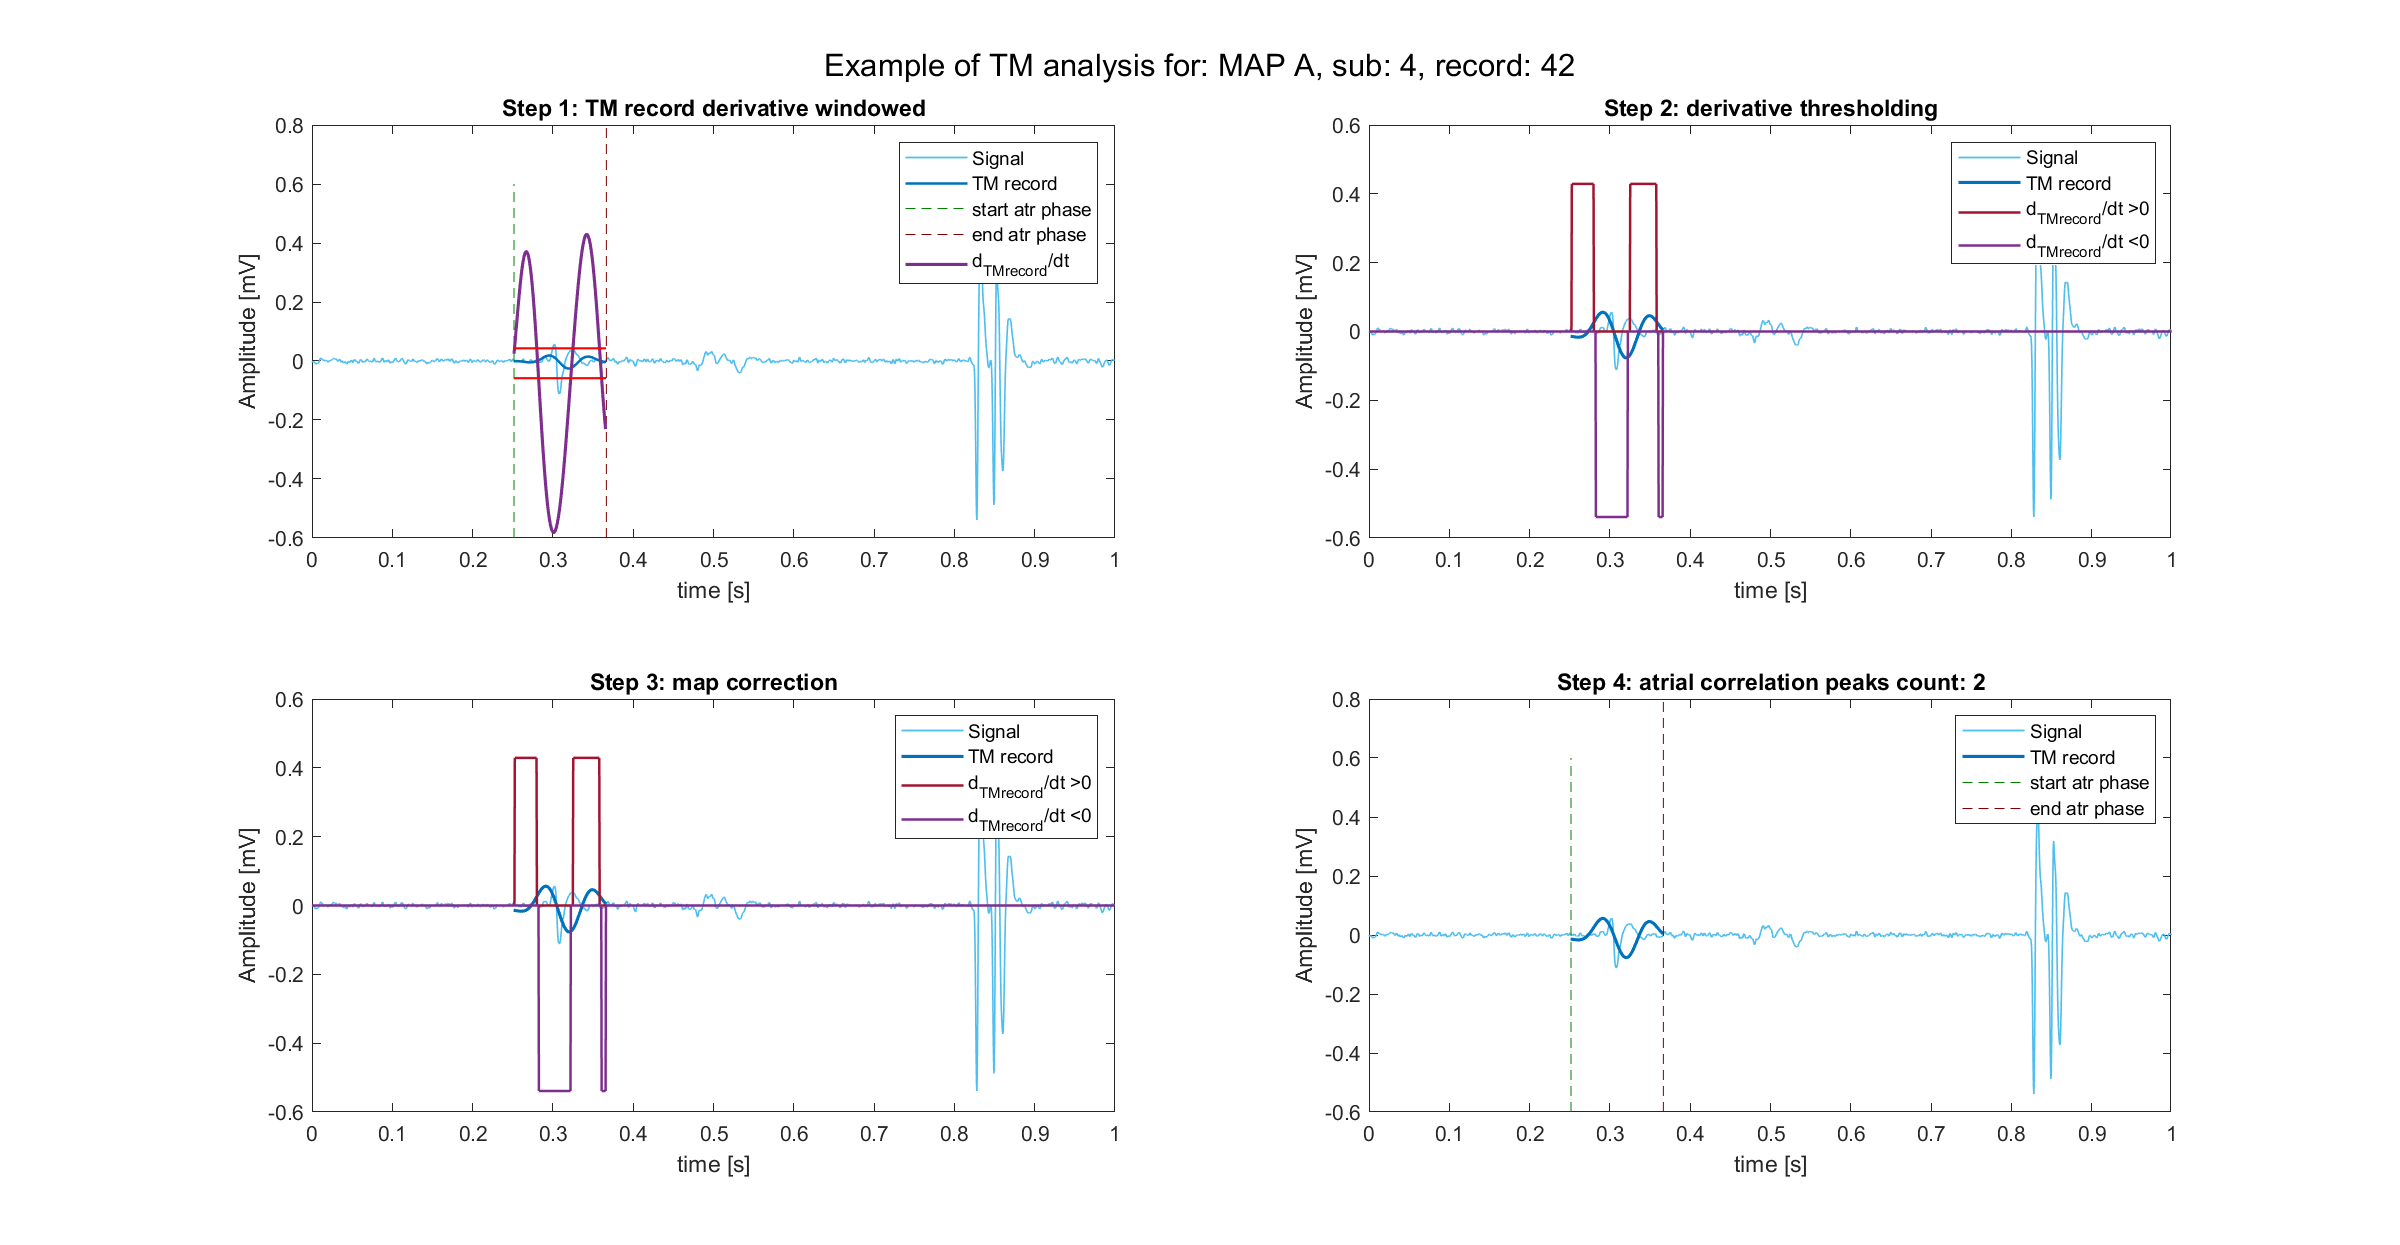 Example of TM analysis for: MAP A, sub: 4, record: 42
Step 1: TM record derivative windowed
0.8
0.6
0.4
0.2
0
-0.2
-0.4
-0.6
Amplitude [mV]
Signal
TM record
start atr phase
end atr phase
dTMrecord/dt
0 0.1 0.2 0.3 0.4 0.5 0.6 0.7 0.8 0.9 1
time [s]
Step 2: derivative thresholding
0.6
0.4
0.2
0
-0.2
-0.4
-0.6
Amplitude [mV]
Signal
TM record
dTMrecord/dt >0
dTMrecord/dt <0
0 0.1 0.2 0.3 0.4 0.5 0.6 0.7 0.8 0.9 1
time [s]
Step 3: map correction
0.6
0.4
0.2
0
-0.2
-0.4
-0.6
Amplitude [mV]
Signal
TM record
dTMrecord/dt >0
dTMrecord/dt <0
0 0.1 0.2 0.3 0.4 0.5 0.6 0.7 0.8 0.9 1
time [s]
Step 4: atrial correlation peaks count: 2
0.8
0.6
0.4
0.2
0
-0.2
-0.4
-0.6
Amplitude [mV]
Signal
TM record
start atr phase
end atr phase
0 0.1 0.2 0.3 0.4 0.5 0.6 0.7 0.8 0.9 1
time [s]